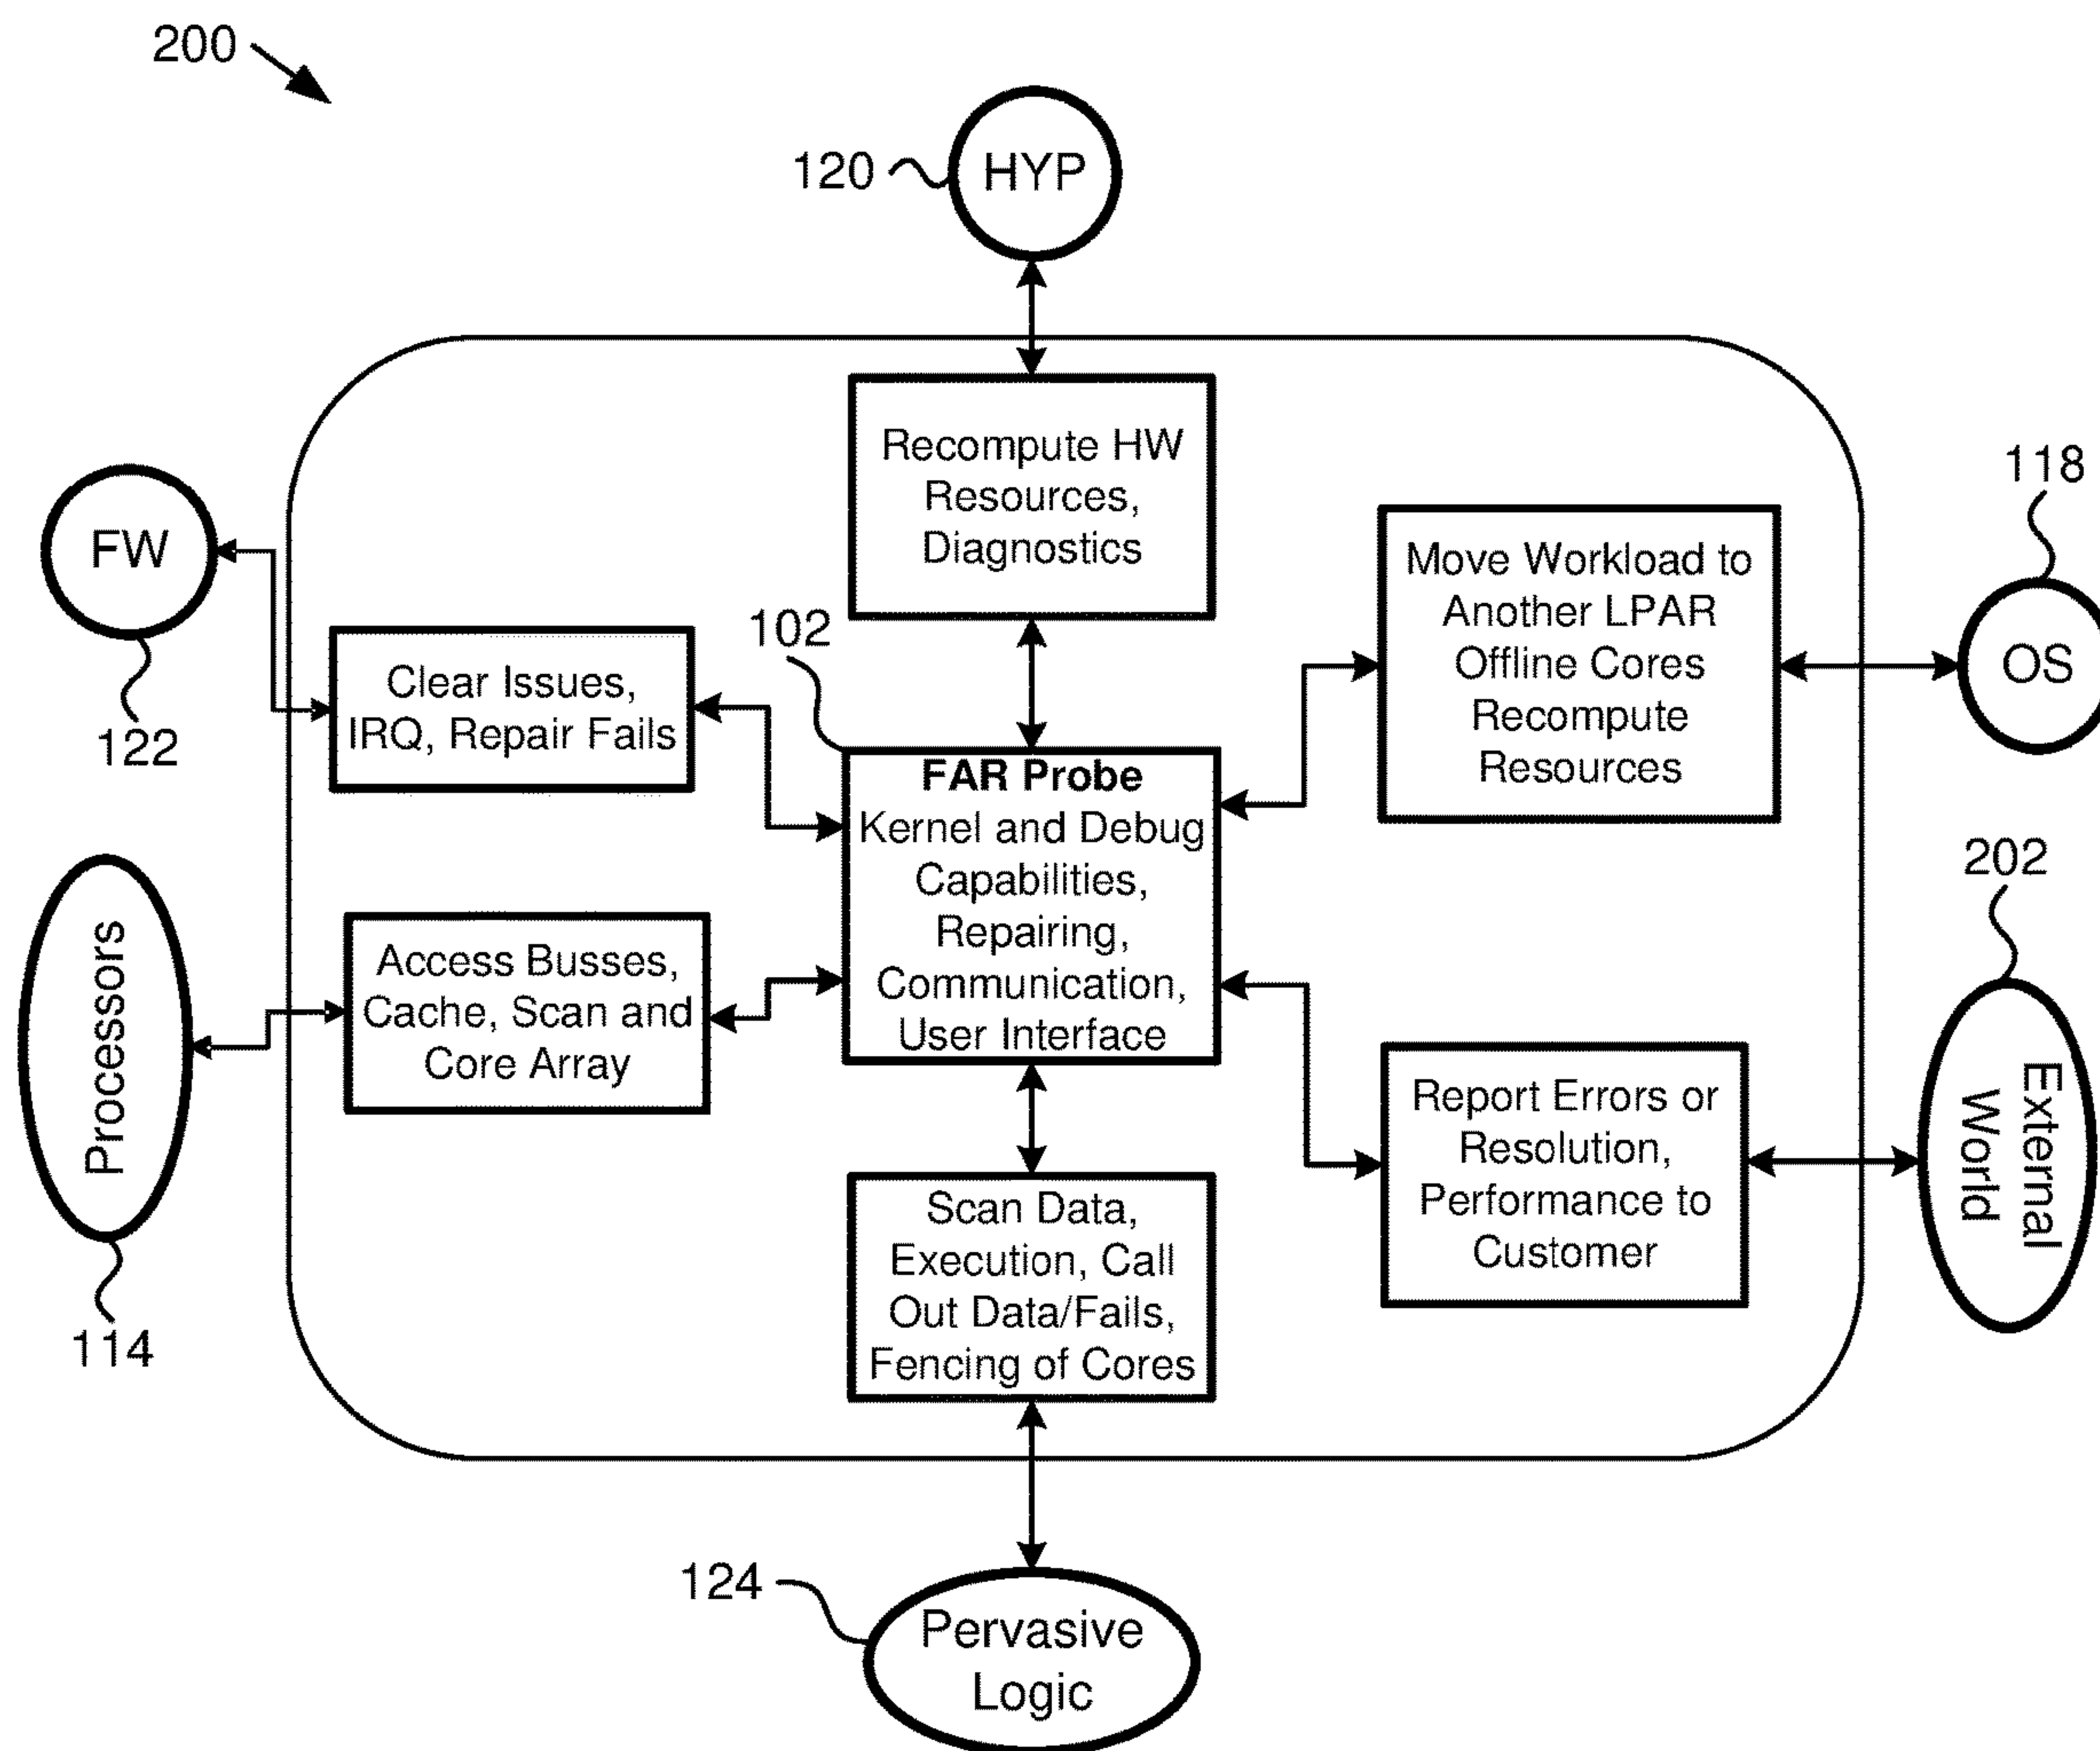 200
120
HYP
Recompute HW
Resources,
Diagnostics
FW
122
Clear Issues,
IRQ, Repair Fails
118
OS
Move Workload to
Another LPAR
Offline Cores
Recompute
Resources
102
FAR Probe
Kernel and Debug
Capabilities,
Repairing,
Communication,
User Interface
Processors
114
Access Busses,
Cache, Scan and
Core Array
202
External
World
Report Errors or
Resolution,
Performance to
Customer
Scan Data,
Execution, Call
Out Data/Fails,
Fencing of Cores
124
Pervasive
Logic